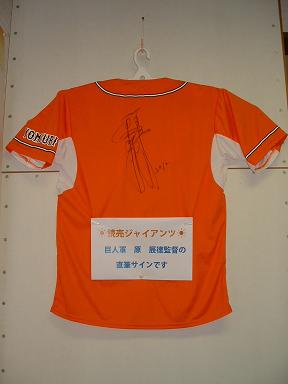 読売ジャイアンツ
巨人軍 原 辰徳監督の
直筆サインです